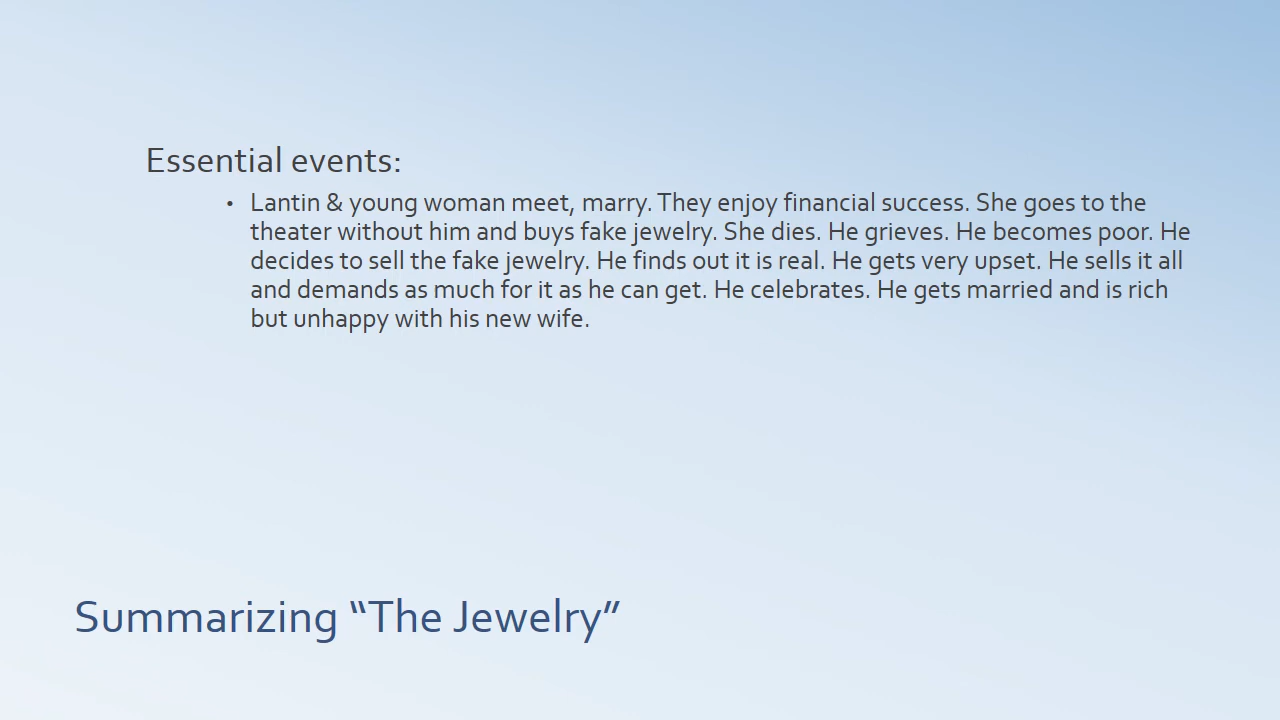 Essential events:
• Lantin & young woman meet, marry. They enjoy financial success. She goes to the
theater without him and buys fake jewelry. She dies. He grieves. He becomes poor. He
decides to sell the fake jewelry. He finds out it is real. He gets very upset. He sells it all
and demands as much for it as he can get. He celebrates. He gets married and is rich
but unhappy with his new wife.
Summarizing “The Jewelry”